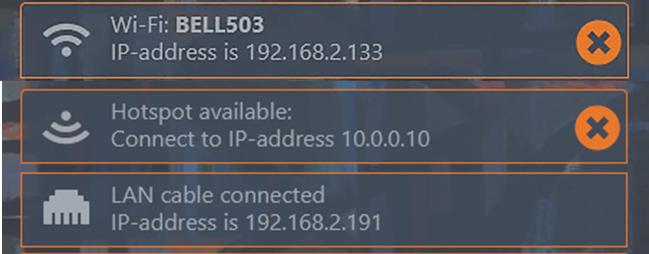 Wi-Fi: BELL503
IP-address is 192.168.2.133
Hotspot available:
Connect to IP-address 10.0.0.10
LAN cable connected
IP-address is 192.168.2.191